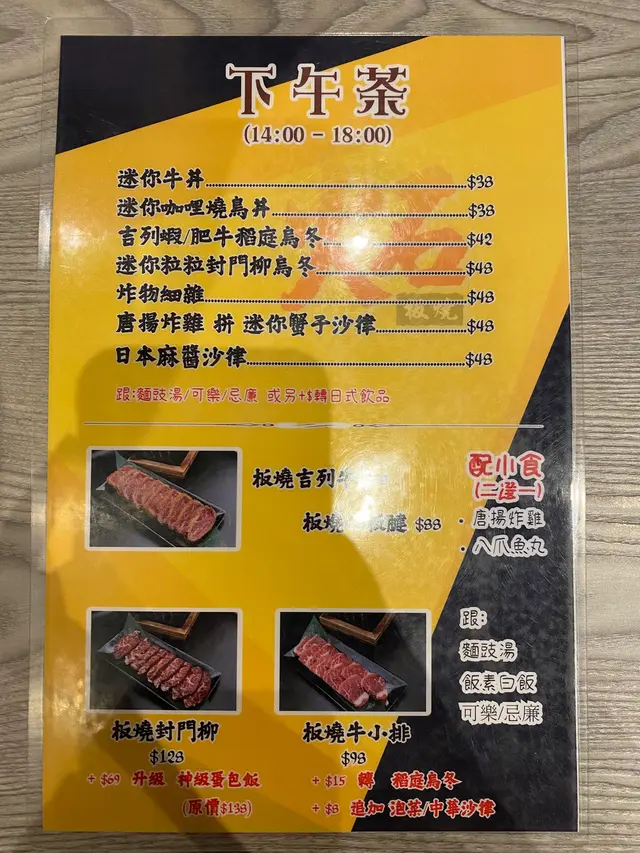 下午茶
(14:00 - 18:00)
迷你牛丼 $38
迷你咖哩燒鳥丼 $38
吉列蝦/肥牛稻庭烏冬 $42
迷你粒粒封門柳烏冬 $48
炸物細雜 $48
唐揚炸雞 拼 迷你蟹子沙律 $48
日本麻醬沙律 $48
板燒
跟:麵豉湯/可樂/忌廉 或另+$轉日式飲品
板燒吉列牛
配小食
(二選一)
板燒 板腱 $88
· 唐揚炸雞
· 八爪魚丸
跟:
麵豉湯
飯素白飯
可樂/忌廉
板燒封門柳
$128
+ $69 升級 神級蛋包飯
(原價$138)
板燒牛小排
$98
+ $15 轉 稻庭烏冬
+ $8 追加 泡菜/中華沙律